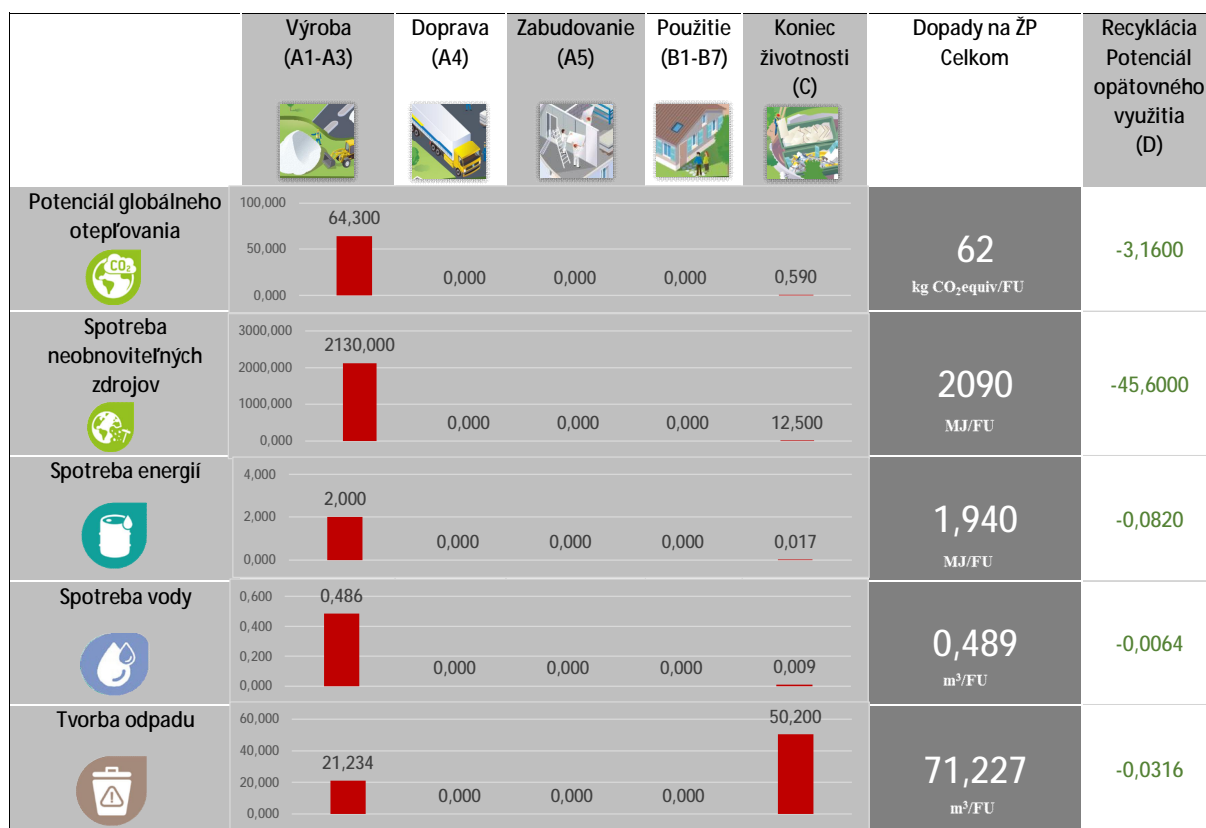 Výroba
(A1-A3)
Doprava
(A4)
Zabudovanie
(A5)
Použitie
(B1-B7)
Koniec
životnosti
(C)
Dopady na ŽP
Celkom
Recyklácia
Potenciál
opätovného
využitia
(D)
Potenciál globálneho
otepľovania
CO2
100,000
50,000
0,000
64,300
0,000
0,000
0,000
0,590
62
kg CO₂equiv/FU
-3,1600
Spotreba
neobnoviteľných
zdrojov
3000,000
2000,000
1000,000
0,000
2130,000
0,000
0,000
0,000
12,500
2090
MJ/FU
-45,6000
Spotreba energií
4,000
2,000
0,000
2,000
0,000
0,000
0,000
0,017
1,940
MJ/FU
-0,0820
Spotreba vody
0,600
0,400
0,200
0,000
0,486
0,000
0,000
0,000
0,009
0,489
m³/FU
-0,0064
Tvorba odpadu
60,000
40,000
20,000
0,000
21,234
0,000
0,000
0,000
50,200
71,227
m³/FU
-0,0316